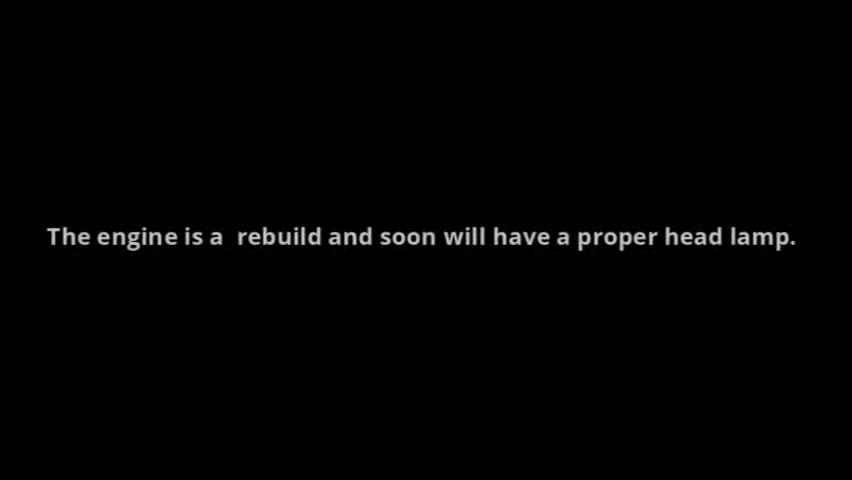 The engine is a  rebuild and soon will have a proper head lamp.